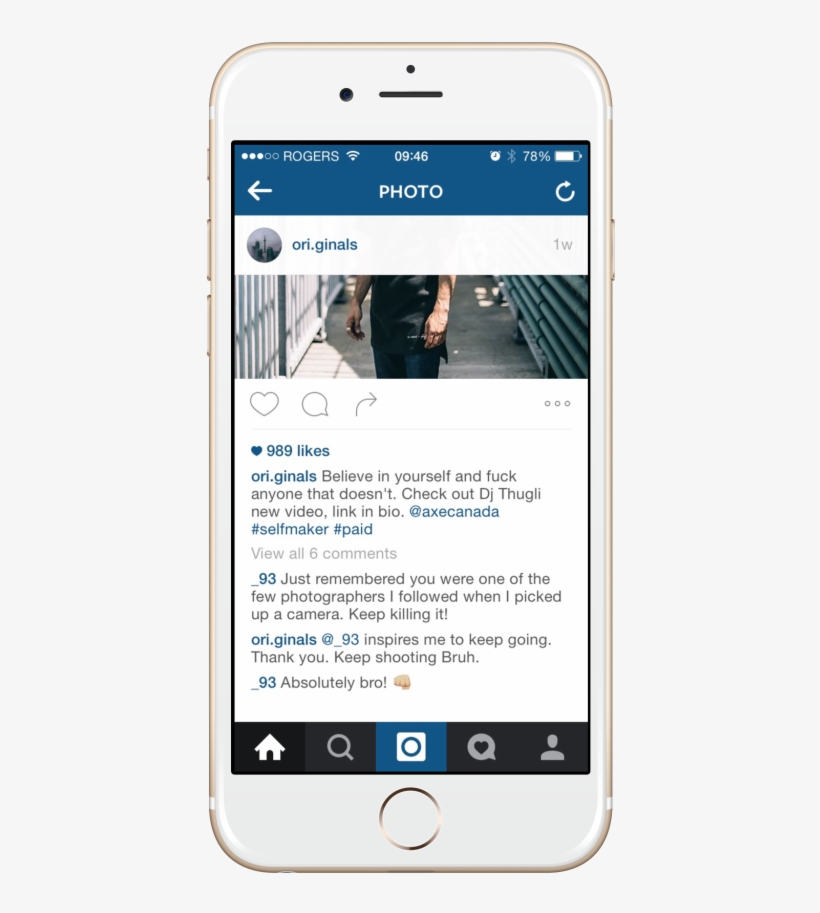 ROGERS 09:46 78%
PHOTO
ori.ginals 1w
989 likes
ori.ginals Believe in yourself and fuck
anyone that doesn't. Check out Dj Thugli
new video, link in bio. @axecanada
#selfmaker #paid
View all 6 comments
_93 Just remembered you were one of the
few photographers I followed when I picked
up a camera. Keep killing it!
ori.ginals @_93 inspires me to keep going.
Thank you. Keep shooting Bruh.
_93 Absolutely bro! 👊🏼